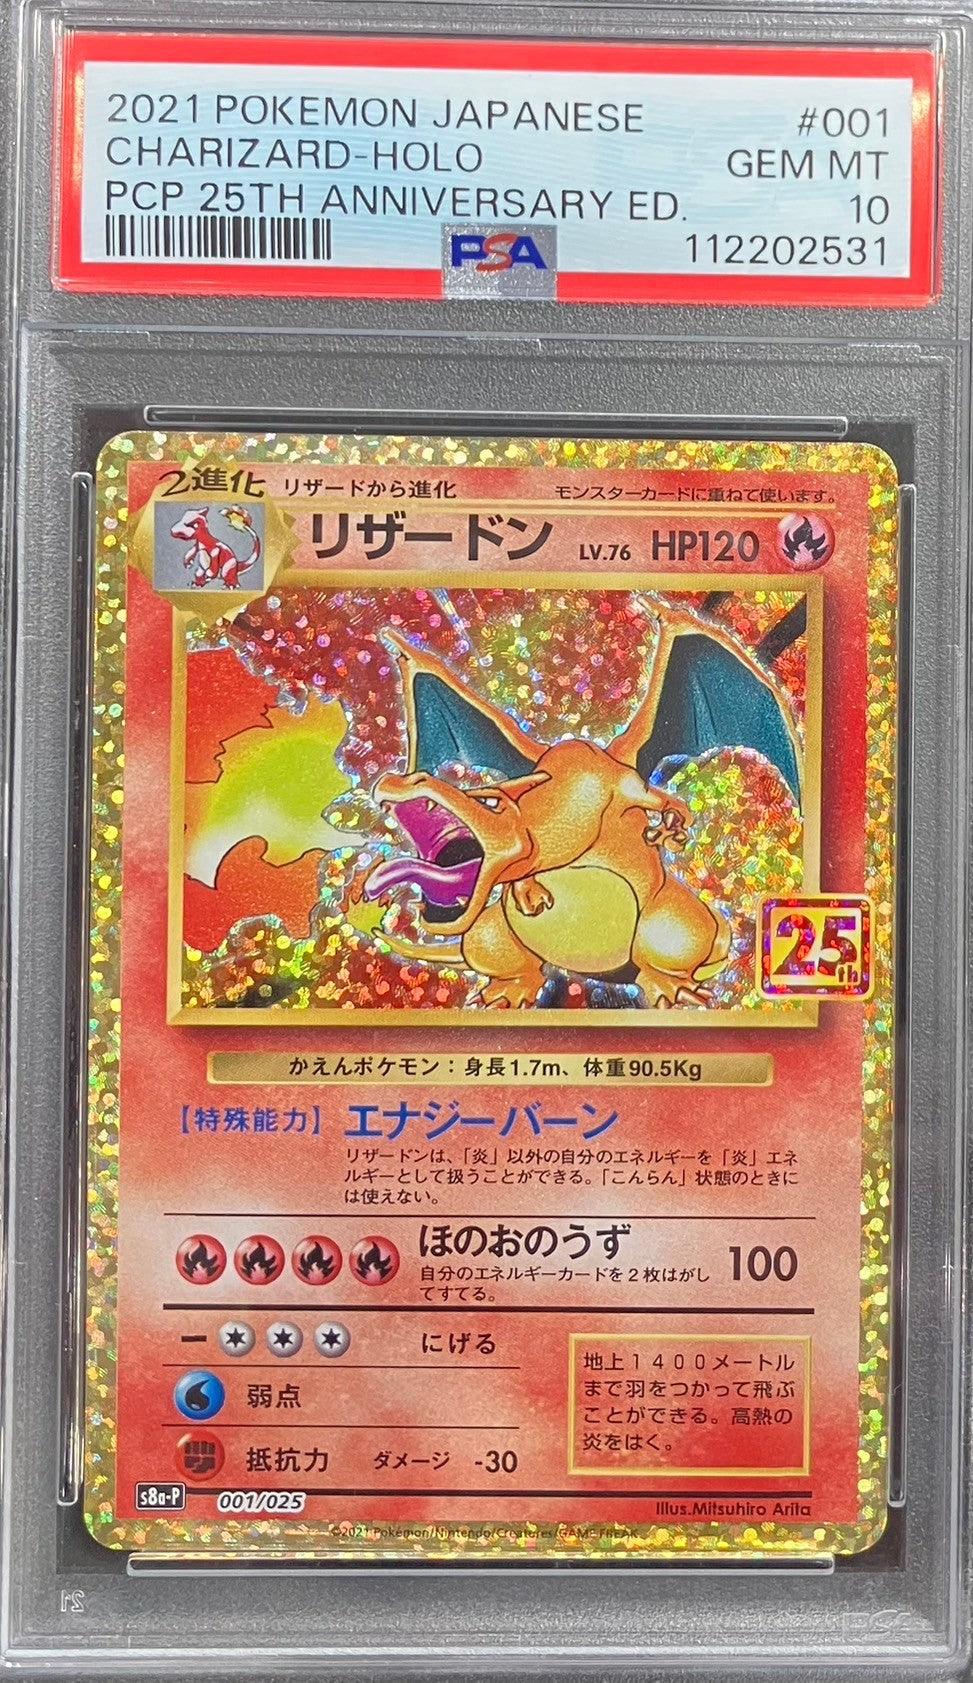 2021 POKEMON JAPANESE #001
CHARIZARD-HOLO GEM MT
PCP 25TH ANNIVERSARY ED. 10
PSA 112202531
2進化 リザードから進化 モンスターカードに重ねて使います。
リザードン LV.76 HP120
25th
かえんポケモン：身長1.7m、体重90.5Kg
【特殊能力】 エナジーバーン
リザードンは、「炎」以外の自分のエネルギーを「炎」エネ
ルギーとして扱うことができる。「こんらん」状態のときに
は使えない。
ほのおのうず 100
自分のエネルギーカードを2枚はがし
てすてる。
にげる
弱点
抵抗力 ダメージ -30
地上1400メートル
まで羽をつかって飛ぶ
ことができる。高熱の
炎をはく。
s8a-P 001/025 Illus.Mitsuhiro Arita
©2021 Pokémon/Nintendo/Creatures/GAME FREAK
21